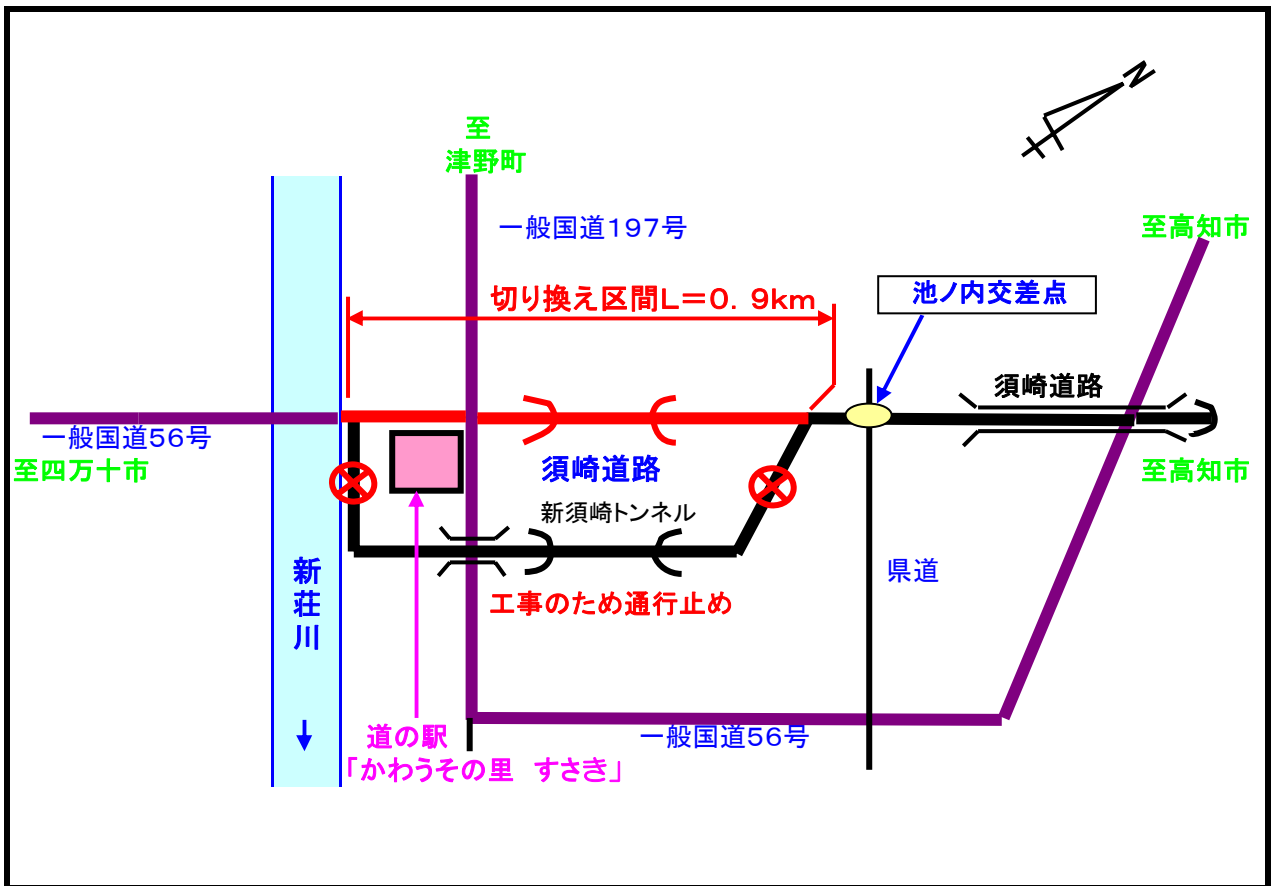 N
至
津野町
一般国道197号
至高知市
切り換え区間L=0.9km
池ノ内交差点
須崎道路
一般国道56号
至四万十市
須崎道路
至高知市
新須崎トンネル
新荘川
県道
工事のため通行止め
道の駅
「かわうその里 すさき」
一般国道56号